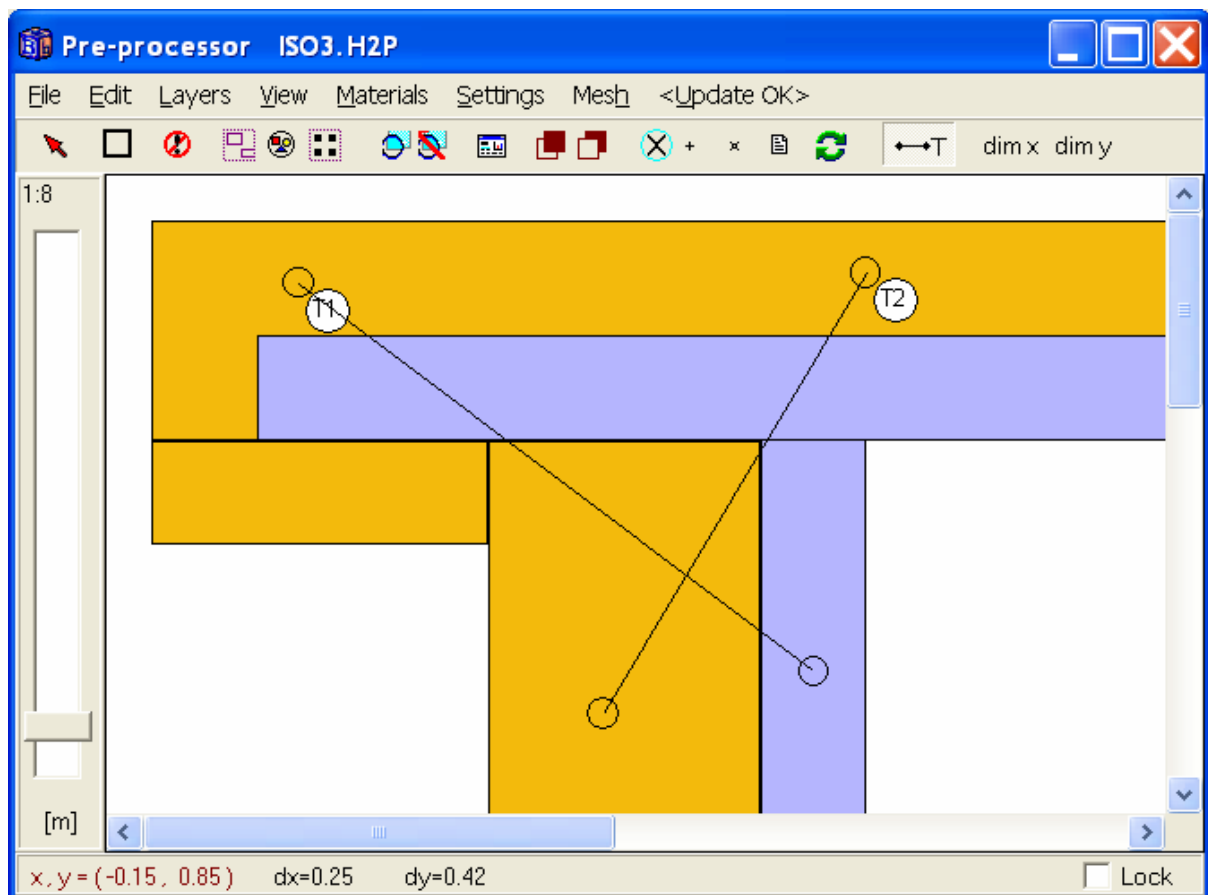 Pre-processor ISO3.H2P
File Edit Layers View Materials Settings Mesh <Update OK>
T dim x dim y
1:8
T1
T2
[m]
x, y = (-0.15, 0.85) dx=0.25 dy=0.42 Lock